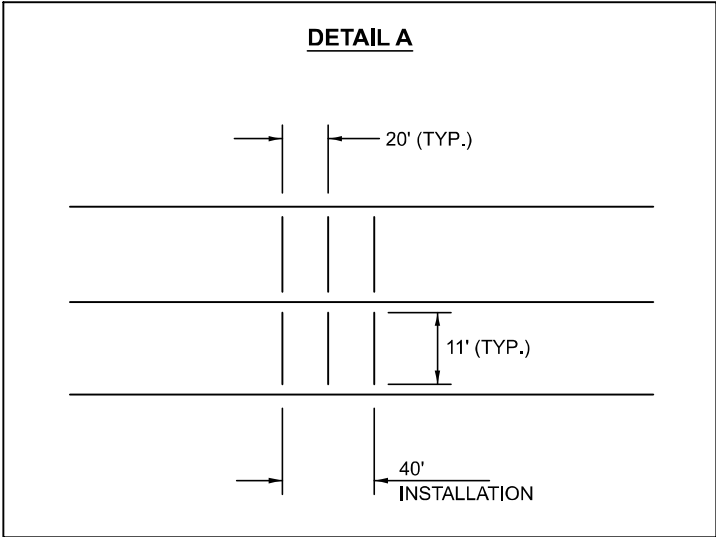 DETAIL A
20' (TYP.)
11' (TYP.)
40'
INSTALLATION